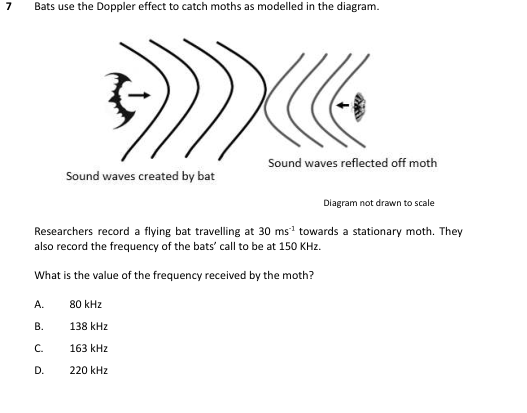 7 Bats use the Doppler effect to catch moths as modelled in the diagram.
Sound waves reflected off moth
Sound waves created by bat
Diagram not drawn to scale
Researchers record a flying bat travelling at 30 ms⁻¹ towards a stationary moth. They
also record the frequency of the bats’ call to be at 150 KHz.
What is the value of the frequency received by the moth?
A. 80 kHz
B. 138 kHz
C. 163 kHz
D. 220 kHz